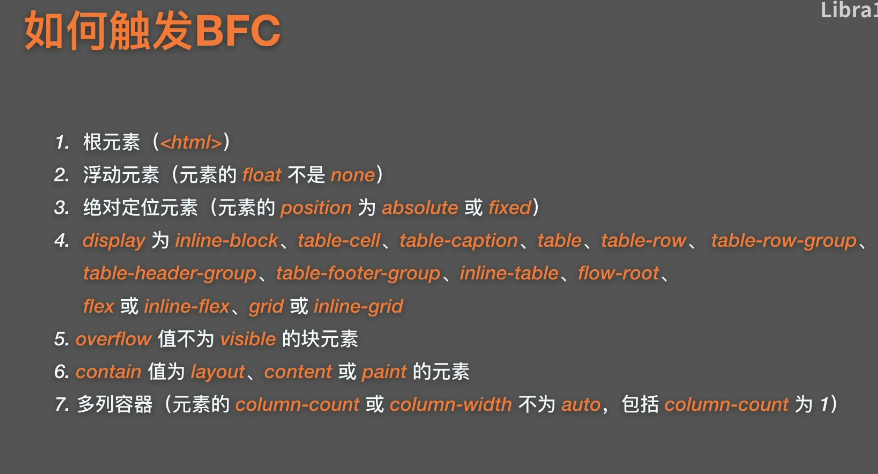 Libra1
如何触发BFC
1. 根元素（<html>）
2. 浮动元素（元素的 float 不是 none）
3. 绝对定位元素（元素的 position 为 absolute 或 fixed）
4. display 为 inline-block、table-cell、table-caption、table、table-row、 table-row-group、
table-header-group、table-footer-group、inline-table、flow-root、
flex 或 inline-flex、grid 或 inline-grid
5. overflow 值不为 visible 的块元素
6. contain 值为 layout、content 或 paint 的元素
7. 多列容器（元素的 column-count 或 column-width 不为 auto，包括 column-count 为 1）